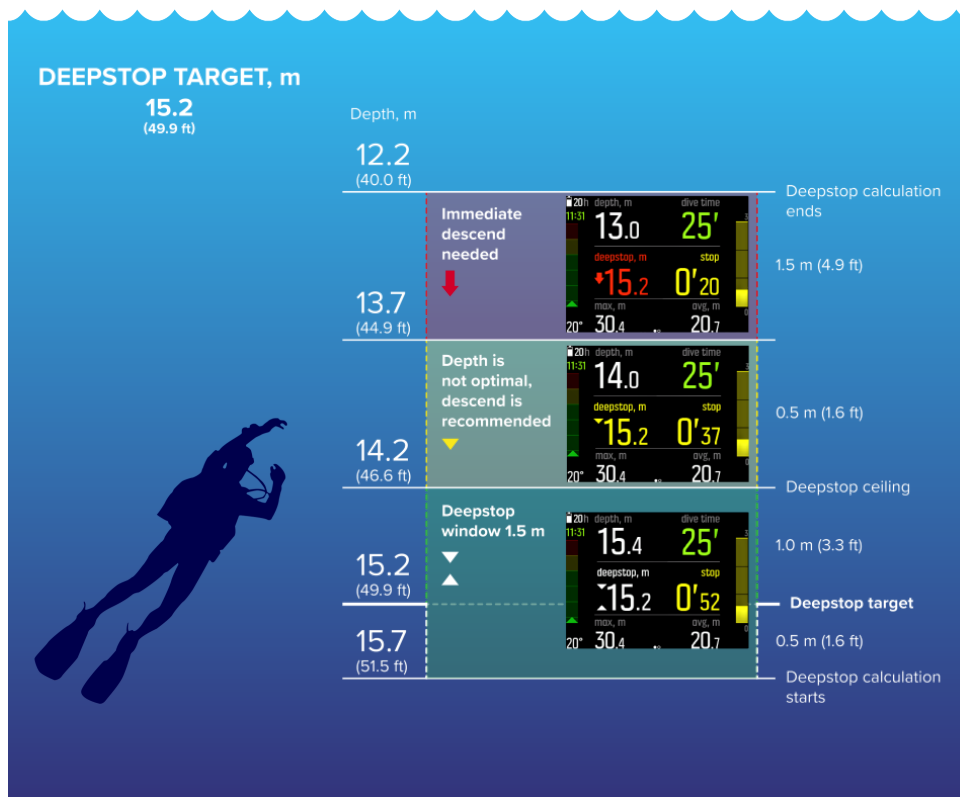 DEEPSTOP TARGET, m
15.2
(49.9 ft)
Depth, m
12.2
(40.0 ft)
Deepstop calculation
ends
Immediate
descend
needed
20h depth, m dive time
11:31
13.0 25'
deepstop, m stop
15.2 0'20
max, m avg, m
20° 30.4 20.7
3
0
1.5 m (4.9 ft)
13.7
(44.9 ft)
Depth is
not optimal,
descend is
recommended
20h depth, m dive time
11:31
14.0 25'
deepstop, m stop
15.2 0'37
max, m avg, m
20° 30.4 20.7
3
0
0.5 m (1.6 ft)
14.2
(46.6 ft)
Deepstop ceiling
Deepstop
window 1.5 m
20h depth, m dive time
11:31
15.4 25'
deepstop, m stop
15.2 0'52
max, m avg, m
20° 30.4 20.7
3
0
1.0 m (3.3 ft)
15.2
(49.9 ft)
Deepstop target
15.7
(51.5 ft)
0.5 m (1.6 ft)
Deepstop calculation
starts